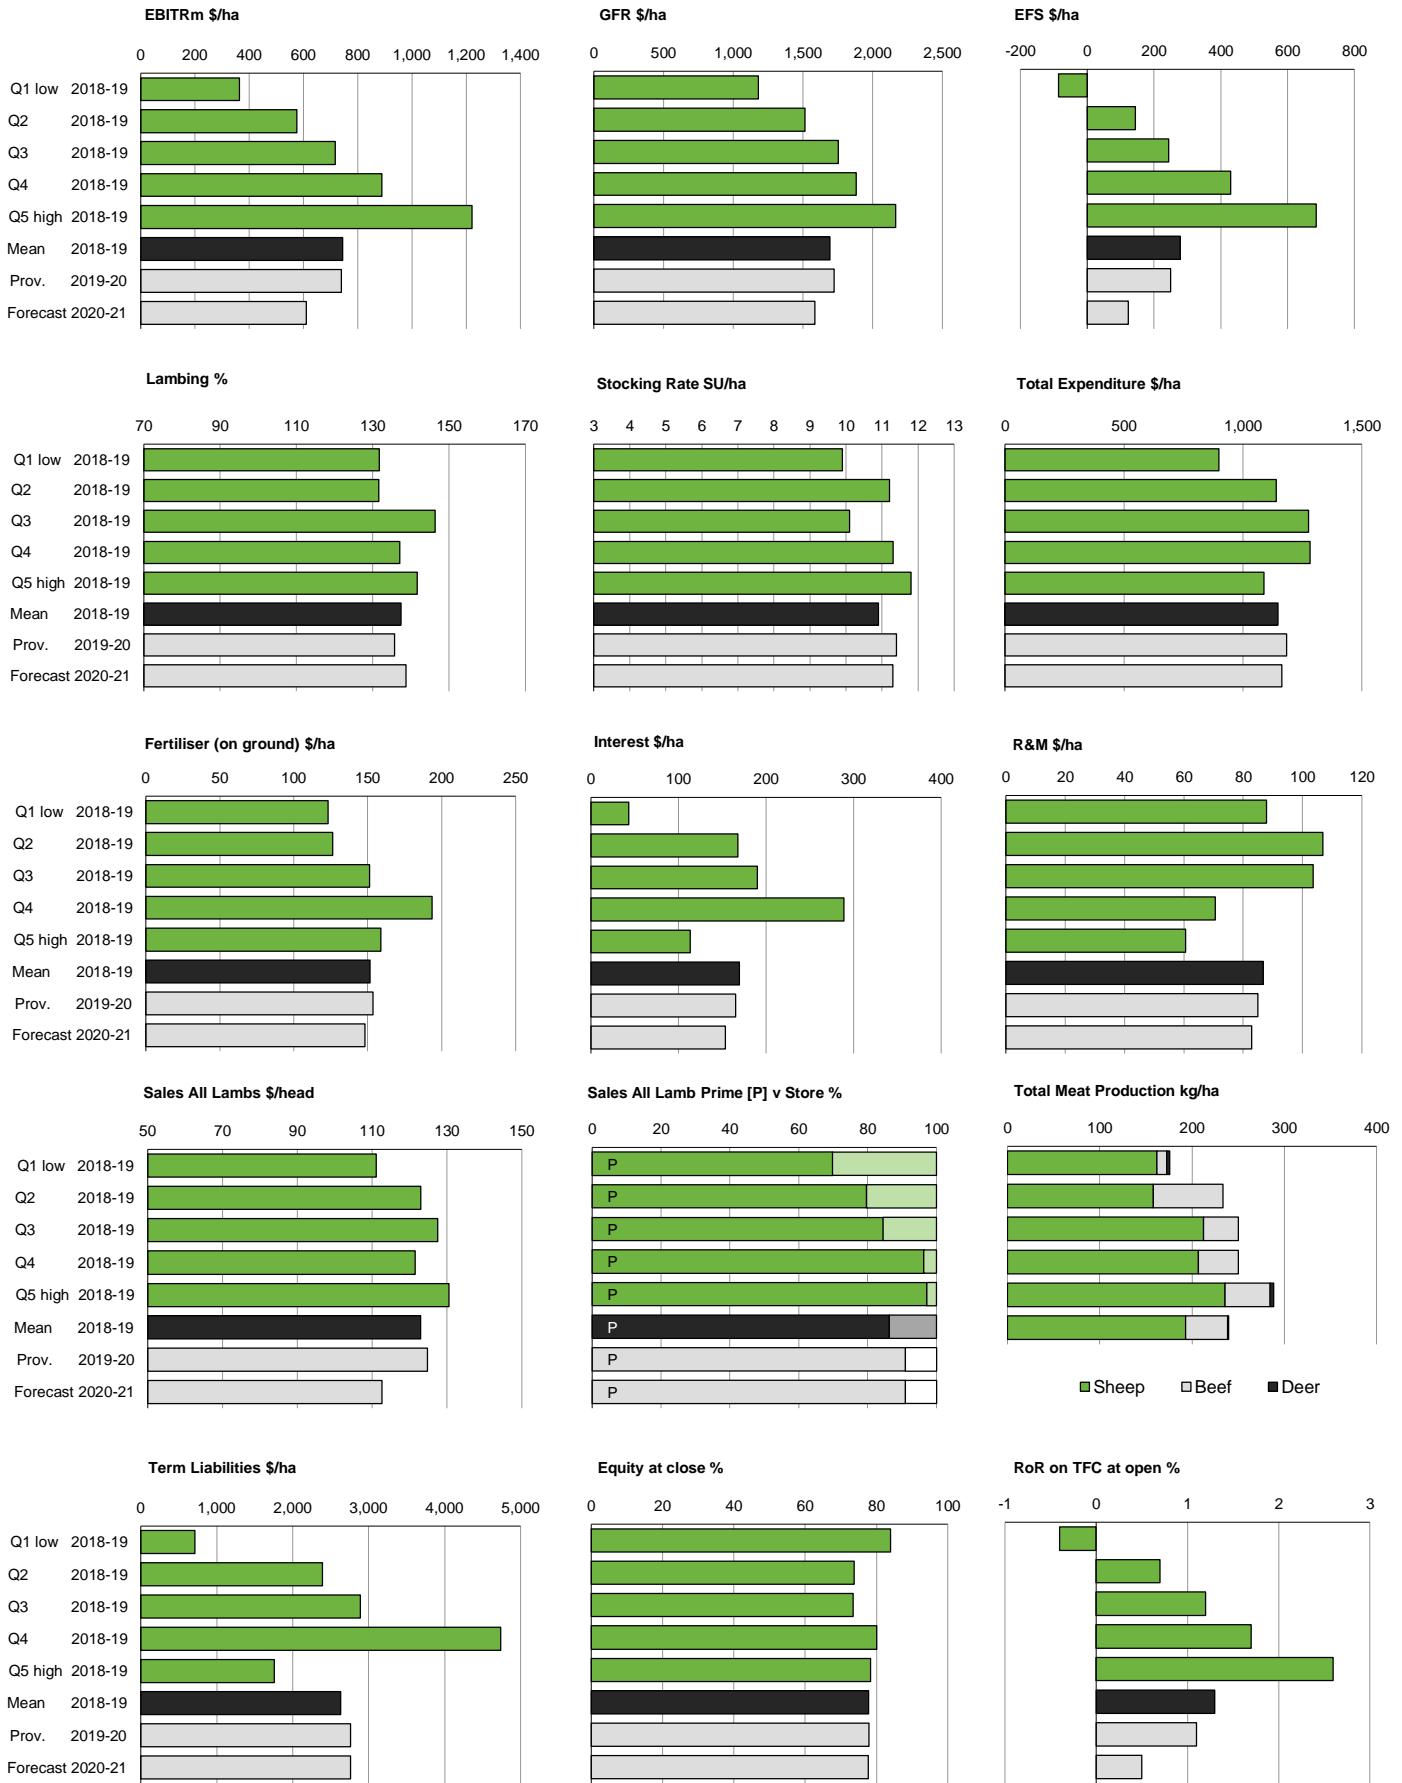 EBITRm $/ha GFR $/ha EFS $/ha
0 200 400 600 800 1,000 1,200 1,400 0 500 1,000 1,500 2,000 2,500 -200 0 200 400 600 800
Q1 low 2018-19
Q2 2018-19
Q3 2018-19
Q4 2018-19
Q5 high 2018-19
Mean 2018-19
Prov. 2019-20
Forecast 2020-21
Lambing % Stocking Rate SU/ha Total Expenditure $/ha
70 90 110 130 150 170 3 4 5 6 7 8 9 10 11 12 13 0 500 1,000 1,500
Q1 low 2018-19
Q2 2018-19
Q3 2018-19
Q4 2018-19
Q5 high 2018-19
Mean 2018-19
Prov. 2019-20
Forecast 2020-21
Fertiliser (on ground) $/ha Interest $/ha R&M $/ha
0 50 100 150 200 250 0 100 200 300 400 0 20 40 60 80 100 120
Q1 low 2018-19
Q2 2018-19
Q3 2018-19
Q4 2018-19
Q5 high 2018-19
Mean 2018-19
Prov. 2019-20
Forecast 2020-21
Sales All Lambs $/head Sales All Lamb Prime [P] v Store % Total Meat Production kg/ha
50 70 90 110 130 150 0 20 40 60 80 100 0 100 200 300 400
Q1 low 2018-19 P
Q2 2018-19 P
Q3 2018-19 P
Q4 2018-19 P
Q5 high 2018-19 P
Mean 2018-19 P
Prov. 2019-20 P
Forecast 2020-21 P
Sheep Beef Deer
Term Liabilities $/ha Equity at close % RoR on TFC at open %
0 1,000 2,000 3,000 4,000 5,000 0 20 40 60 80 100 -1 0 1 2 3
Q1 low 2018-19
Q2 2018-19
Q3 2018-19
Q4 2018-19
Q5 high 2018-19
Mean 2018-19
Prov. 2019-20
Forecast 2020-21